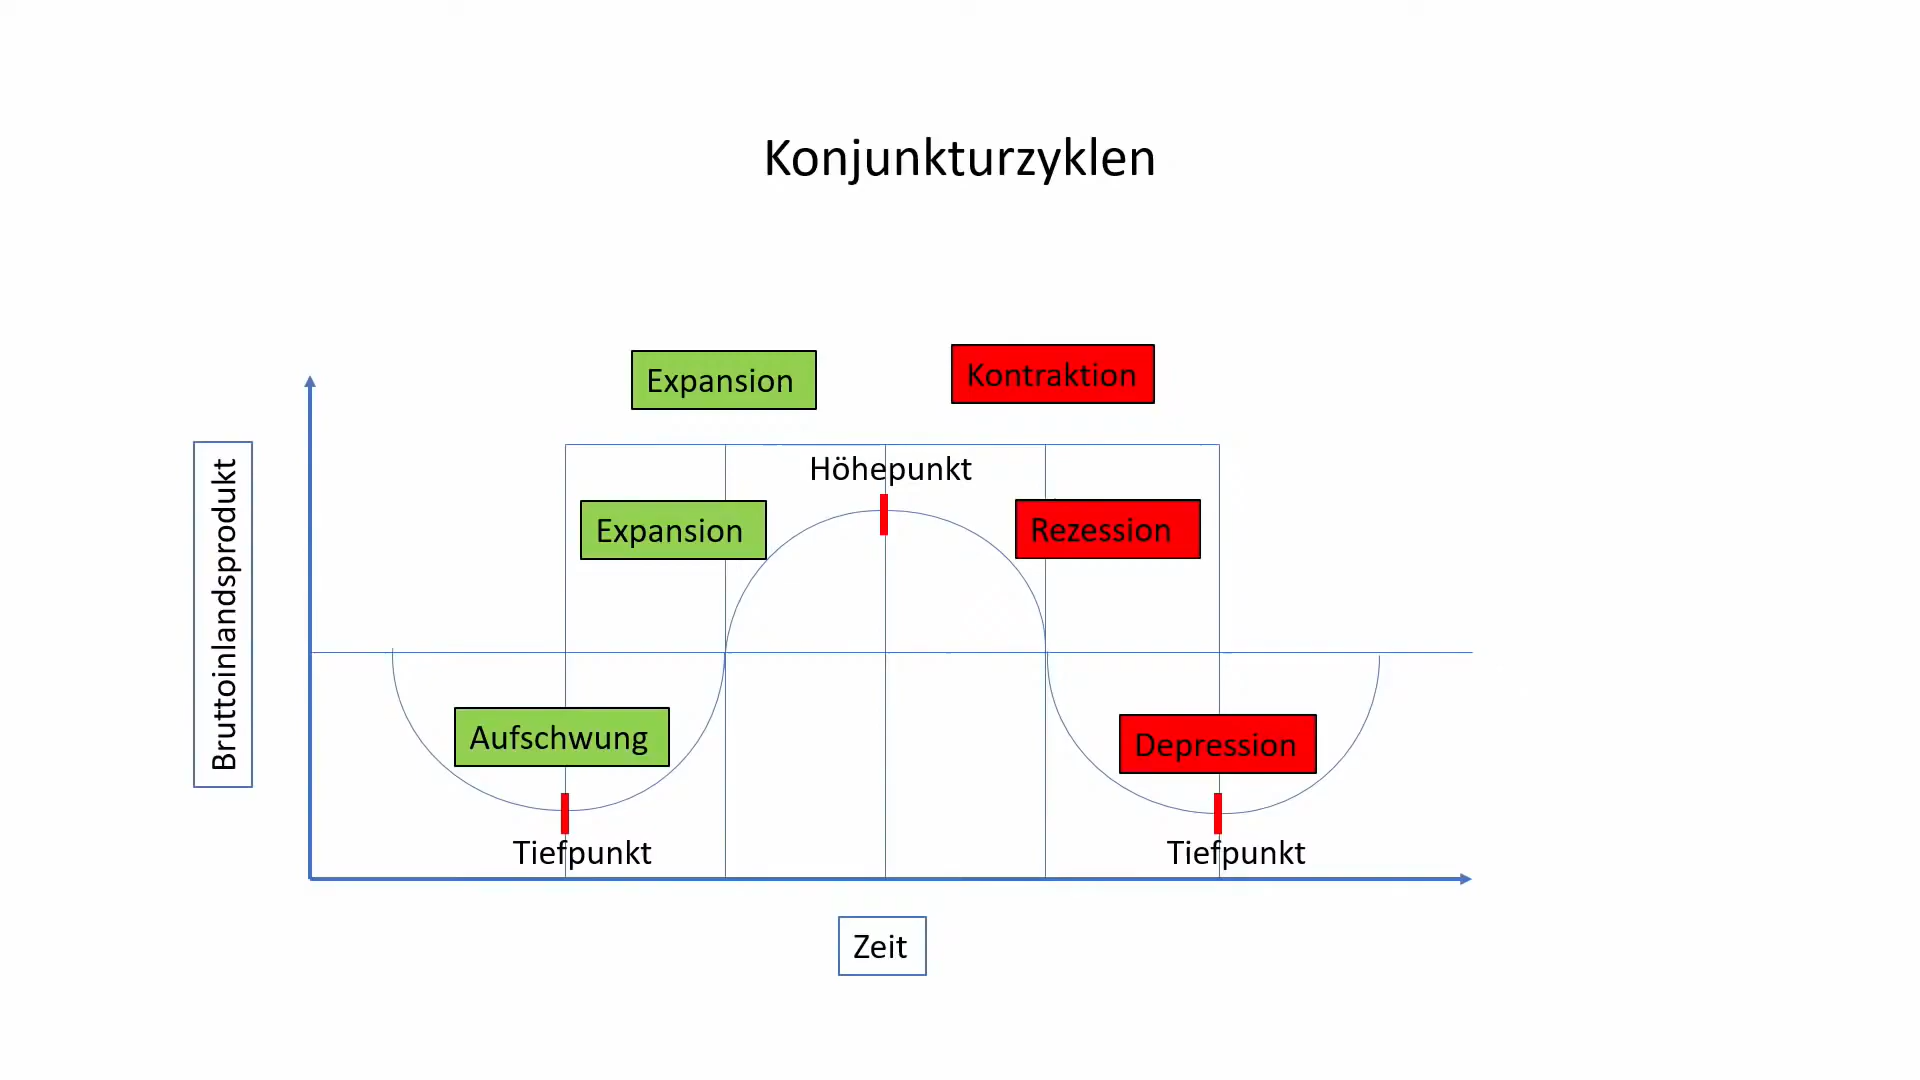 Konjunkturzyklen
Expansion
Kontraktion
Höhepunkt
Expansion
Rezession
Bruttoinlandsprodukt
Aufschwung
Depression
Tiefpunkt
Tiefpunkt
Zeit